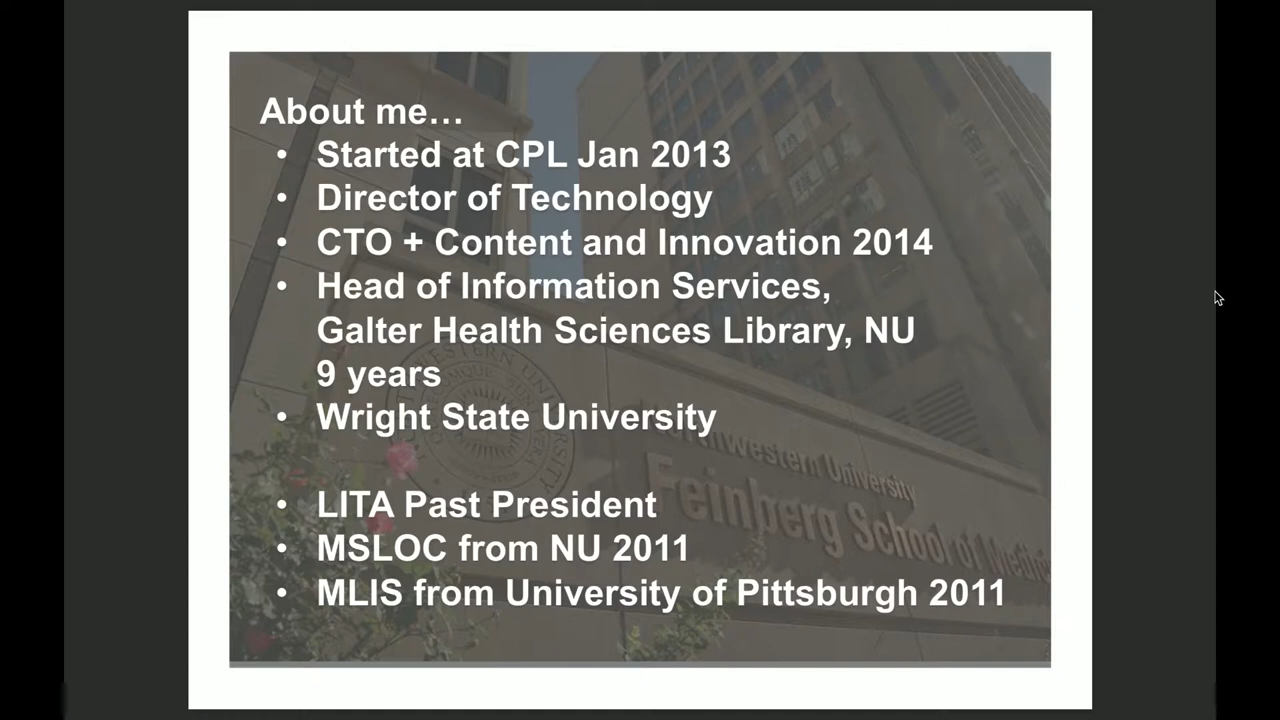 About me…
• Started at CPL Jan 2013
• Director of Technology
• CTO + Content and Innovation 2014
• Head of Information Services,
Galter Health Sciences Library, NU
9 years
• Wright State University
• LITA Past President
• MSLOC from NU 2011
• MLIS from University of Pittsburgh 2011
Northwestern University
Feinberg School of